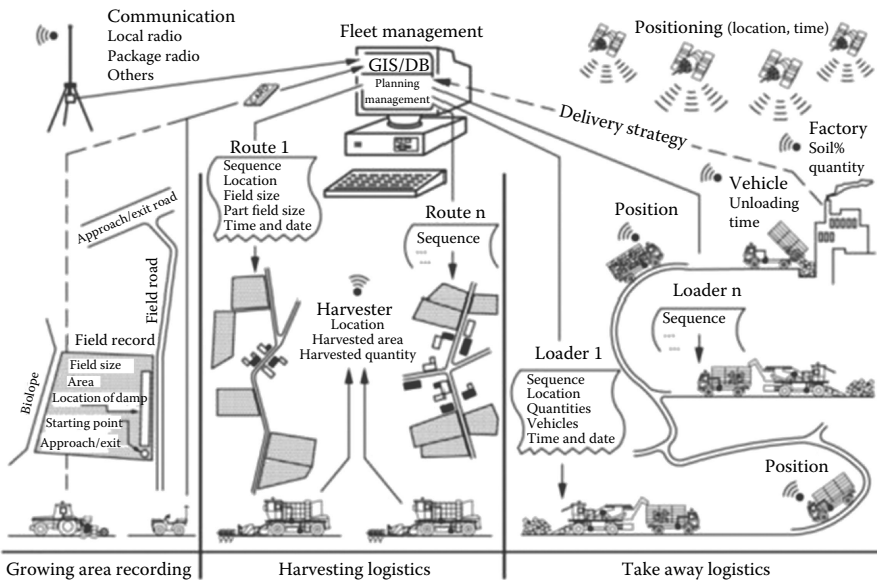 Communication
Local radio
Package radio
Others
Fleet management
GIS/DB
Planning
management
Positioning (location, time)
Delivery strategy
Factory
Soil%
quantity
Vehicle
Unloading
time
Route 1
Sequence
Location
Field size
Part field size
Time and date
Route n
Sequence
Position
Approach/exit road
Field road
Harvester
Location
Harvested area
Harvested quantity
Loader n
Sequence
Loader 1
Sequence
Location
Quantities
Vehicles
Time and date
Field record
Field size
Area
Location of damp
Starting point
Approach/exit
Biolope
Position
Growing area recording
Harvesting logistics
Take away logistics